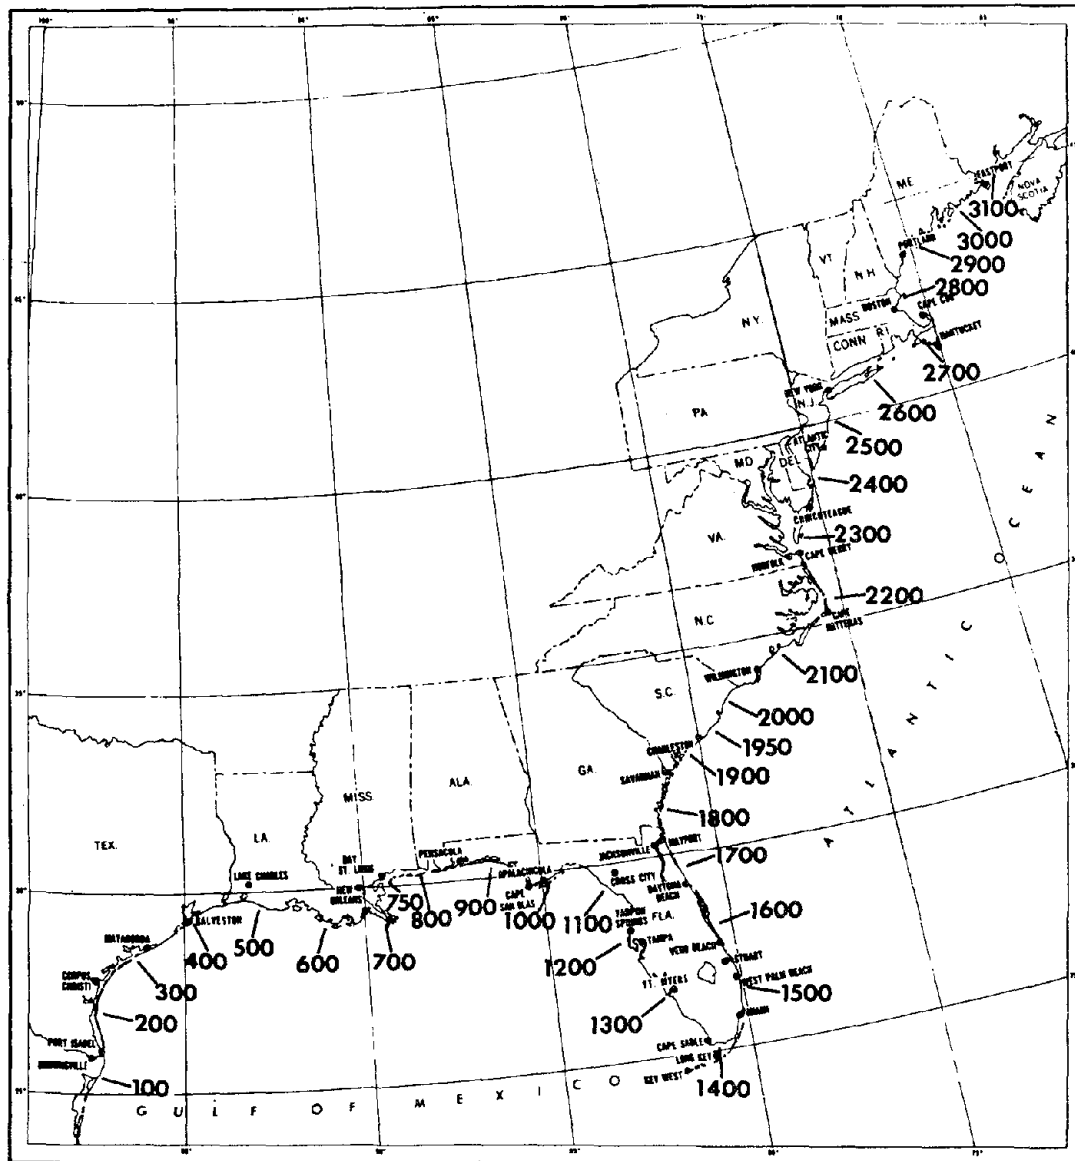 ME.
EASTPORT
NOVA SCOTIA
3100
3000
PORTLAND
2900
VT.
N.H.
2800
BOSTON
CAPE COD
MASS
NANTUCKET
CONN
R.I.
2700
N.Y.
NEW YORK
2600
PA
N.J.
2500
ATLANTIC CITY
MD
DEL
2400
CHINCOTEAGUE
2300
VA.
NORFOLK
CAPE HENRY
2200
CAPE HATTERAS
N.C.
2100
WILMINGTON
S.C.
2000
1950
CHARLESTON
1900
SAVANNAH
GA.
ALA.
MISS.
1800
LA.
TEX.
MAYPORT
JACKSONVILLE
1700
PENSACOLA
BAY ST. LOUIS
APALACHICOLA
CROSS CITY
LAKE CHARLES
NEW ORLEANS
750
800
900
CAPE SAN BLAS
1000
1100
DAYTONA BEACH
FLA.
1600
GALVESTON
400
500
600
700
TARPON SPRINGS
TAMPA
1200
VERO BEACH
STUART
MATAGORDA
300
CORPUS CHRISTI
WEST PALM BEACH
1500
FT. MYERS
1300
200
MIAMI
PORT ISABEL
BROWNSVILLE
CAPE SABLE
LONG KEY
KEY WEST
1400
100
GULF OF MEXICO
ATLANTIC OCEAN